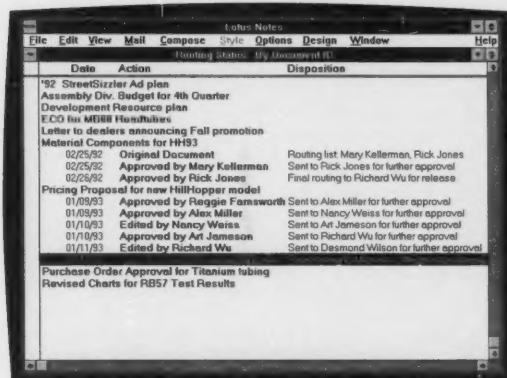 Lotus Notes
File Edit View Mail Compose Style Options Design Window Help
Routing Status By Document ID
Date Action Disposition
'92 StreetSizzler Ad plan
Assembly Div. Budget for 4th Quarter
Development Resource plan
ECO for
Letter to dealers announcing Fall promotion
Material Components for HH93
02/25/92 Original Document Routing list: Mary Kellerman, Rick Jones
02/25/92 Approved by Mary Kellerman Sent to Rick Jones for further approval
02/26/92 Approved by Rick Jones Final routing to Richard Wu for release
Pricing Proposal for new HillHopper model
01/09/93 Approved by Reggie Farnsworth Sent to Alex Miller for further approval
01/09/93 Approved by Alex Miller Sent to Nancy Weiss for further approval
01/10/93 Edited by Nancy Weiss Sent to Art Jameson for further approval
01/10/93 Approved by Art Jameson Sent to Richard Wu for further approval
01/11/93 Edited by Richard Wu Sent to Desmond Wilson for further approval
Purchase Order Approval for Titanium tubing
Revised Charts for RB57 Test Results